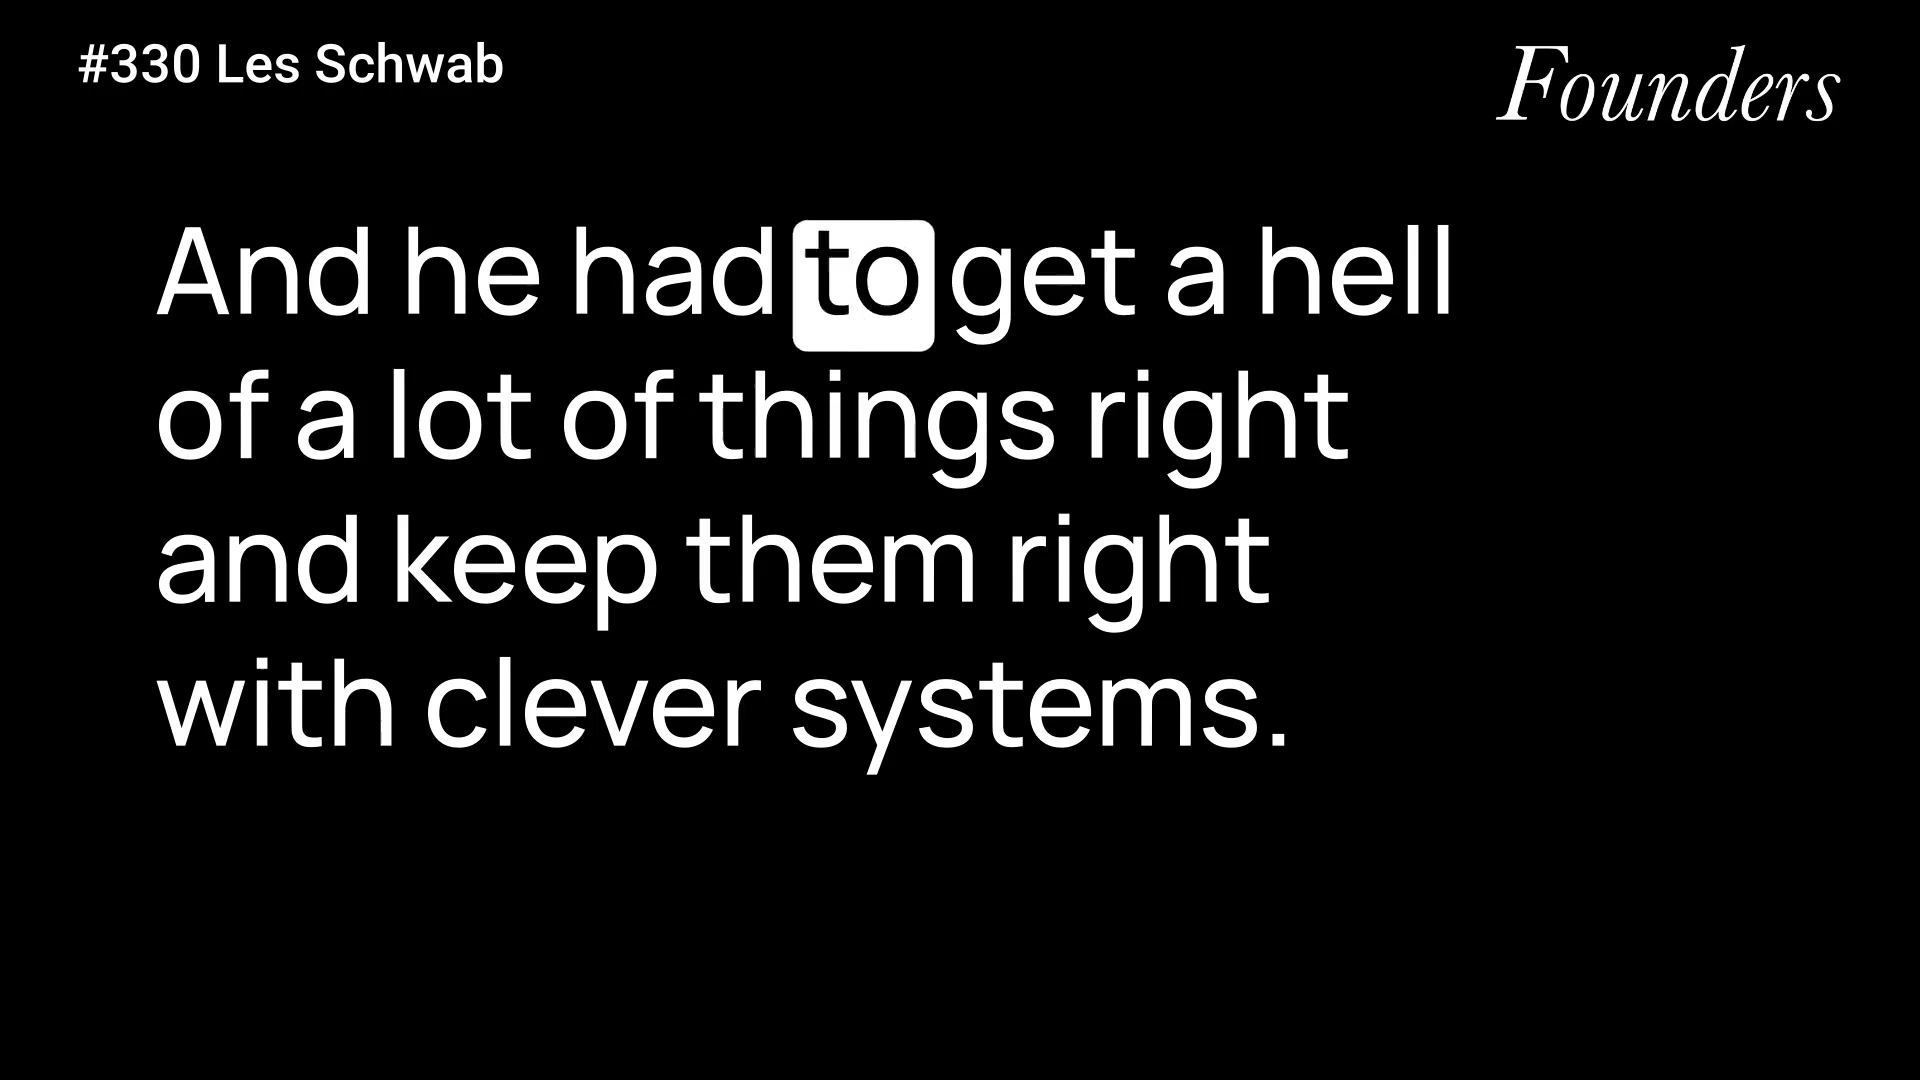 #330 Les Schwab
Founders
And he had to get a hell
of a lot of things right
and keep them right
with clever systems.